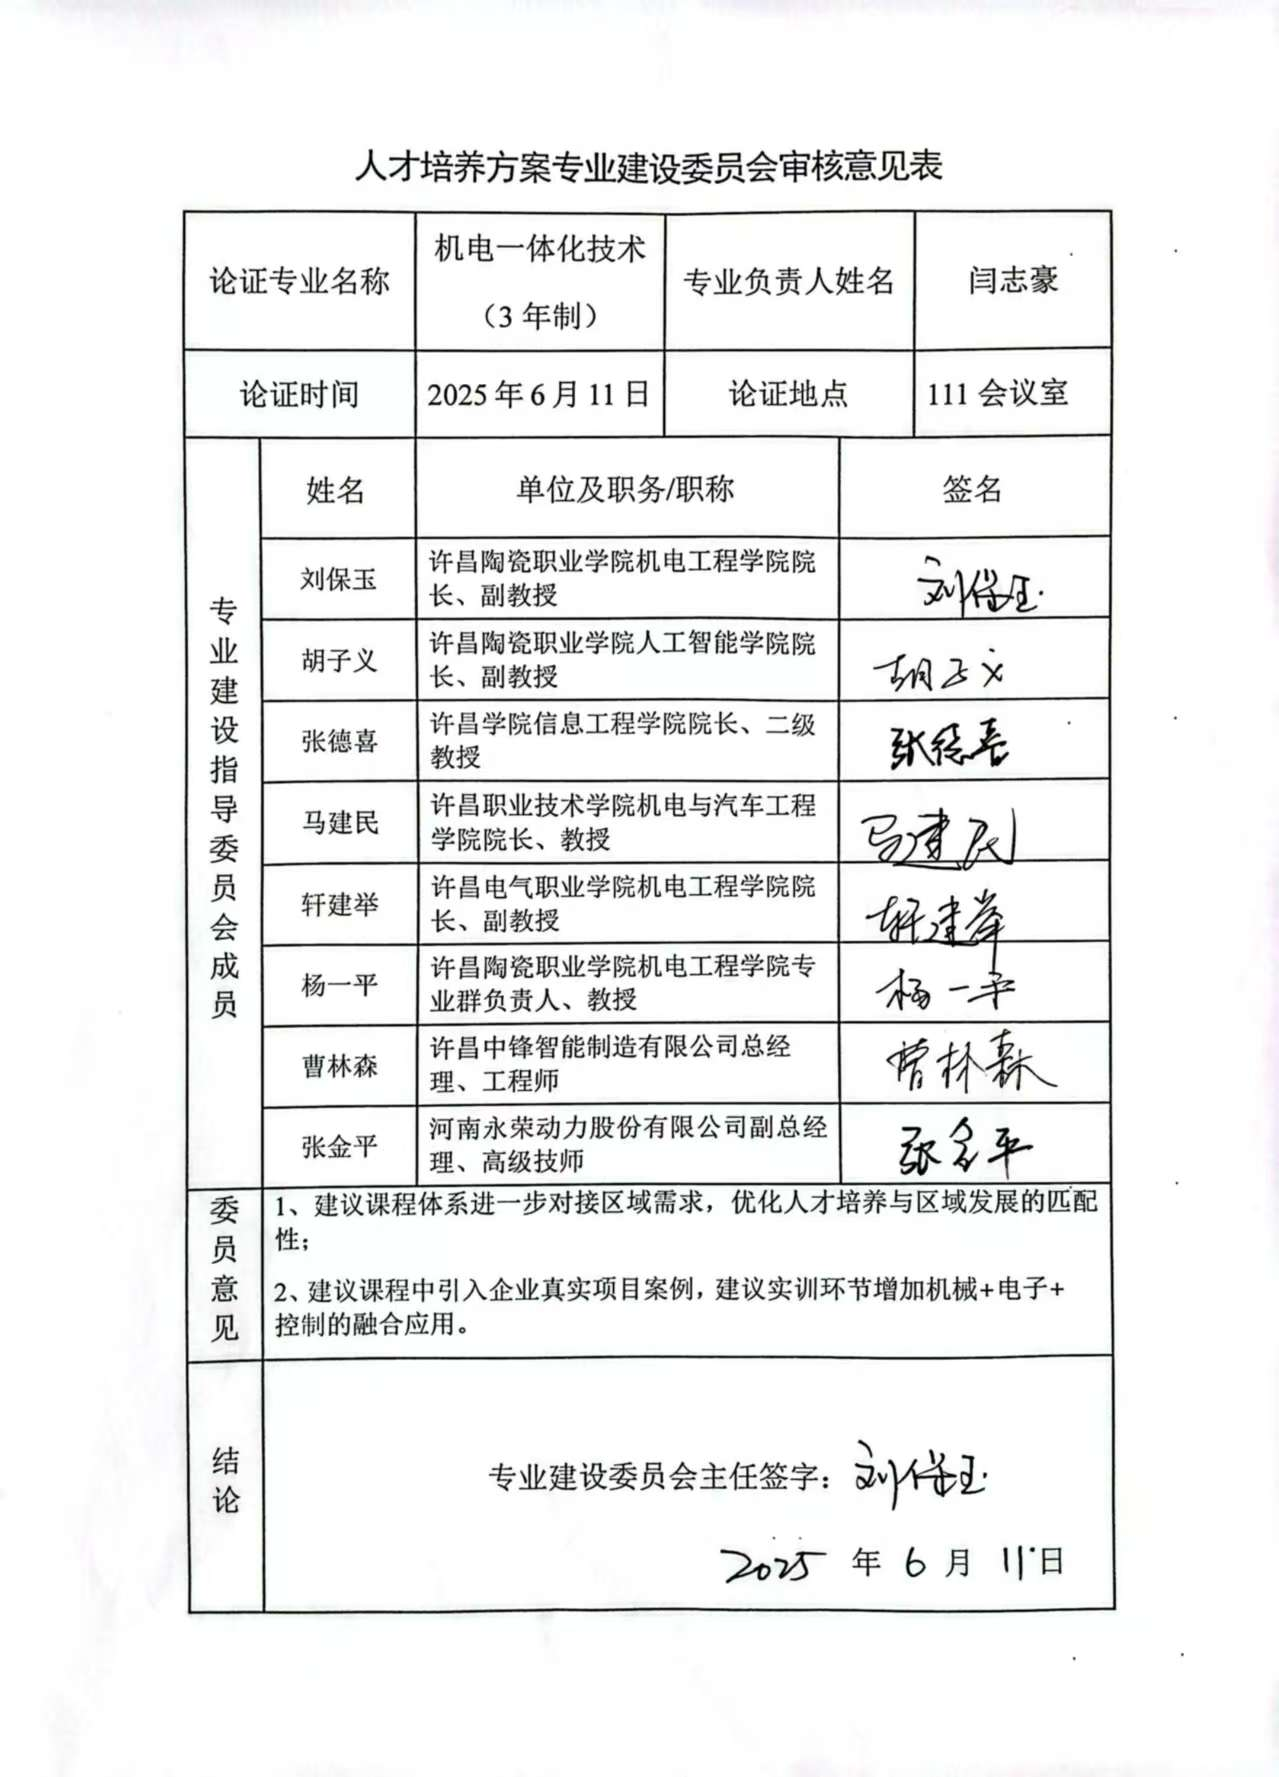 人才培养方案专业建设委员会审核意见表
论证专业名称
机电一体化技术
（3 年制）
专业负责人姓名
闫志豪
论证时间
2025 年 6 月 11 日
论证地点
111 会议室
专业建设指导委员会成员
姓名
单位及职务/职称
签名
刘保玉
许昌陶瓷职业学院机电工程学院院
长、副教授
刘保玉
胡子义
许昌陶瓷职业学院人工智能学院院
长、副教授
胡子义
张德喜
许昌学院信息工程学院院长、二级
教授
张德喜
马建民
许昌职业技术学院机电与汽车工程
学院院长、教授
马建民
轩建举
许昌电气职业学院机电工程学院院
长、副教授
轩建举
杨一平
许昌陶瓷职业学院机电工程学院专
业群负责人、教授
杨一平
曹林森
许昌中锋智能制造有限公司总经
理、工程师
曹林森
张金平
河南永荣动力股份有限公司副总经
理、高级技师
张金平
委员意见
1、建议课程体系进一步对接区域需求，优化人才培养与区域发展的匹配
性；
2、建议课程中引入企业真实项目案例，建议实训环节增加机械+电子+
控制的融合应用。
结论
专业建设委员会主任签字：刘保玉
2025 年 6 月 11 日